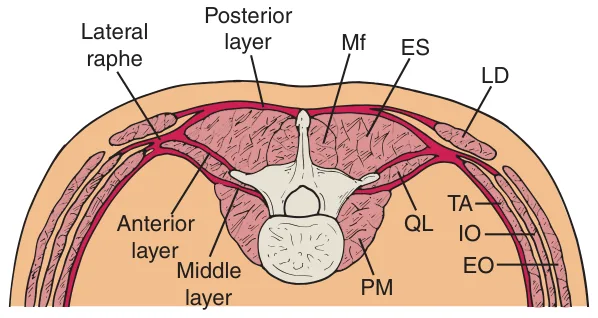 Posterior
layer
Lateral
raphe
Mf
ES
LD
Anterior
layer
Middle
layer
QL
PM
TA
IO
EO